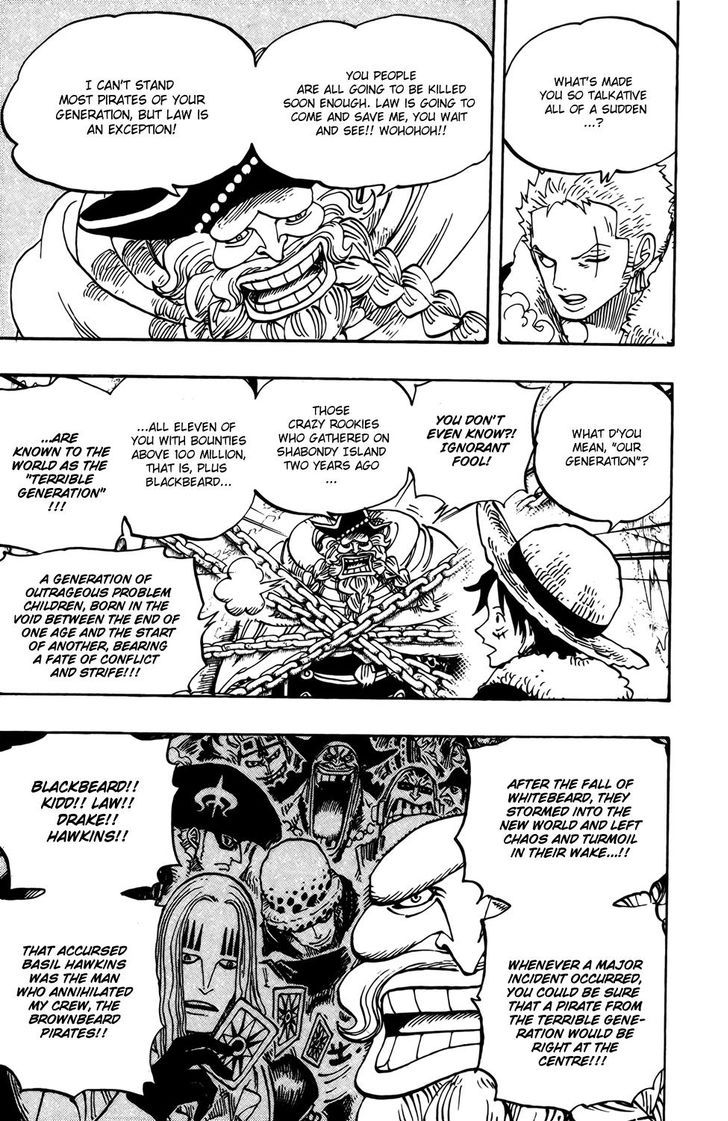 WHAT'S MADE
YOU SO TALKATIVE
ALL OF A SUDDEN
...?
YOU PEOPLE
ARE ALL GOING TO BE KILLED
SOON ENOUGH. LAW IS GOING TO
COME AND SAVE ME, YOU WAIT
AND SEE!! WOHOHOH!!
I CAN'T STAND
MOST PIRATES OF YOUR
GENERATION, BUT LAW IS
AN EXCEPTION!
WHAT D'YOU
MEAN, "OUR
GENERATION"?
YOU DON'T
EVEN KNOW?!
IGNORANT
FOOL!
THOSE
CRAZY ROOKIES
WHO GATHERED ON
SHABONDY ISLAND
TWO YEARS AGO
...
...ALL ELEVEN OF
YOU WITH BOUNTIES
ABOVE 100 MILLION,
THAT IS, PLUS
BLACKBEARD...
...ARE
KNOWN TO THE
WORLD AS THE
"TERRIBLE
GENERATION"
!!!
A GENERATION OF
OUTRAGEOUS PROBLEM
CHILDREN, BORN IN THE
VOID BETWEEN THE END OF
ONE AGE AND THE START
OF ANOTHER, BEARING
A FATE OF CONFLICT
AND STRIFE!!!
AFTER THE FALL OF
WHITEBEARD, THEY
STORMED INTO THE
NEW WORLD AND LEFT
CHAOS AND TURMOIL
IN THEIR WAKE...!!
WHENEVER A MAJOR
INCIDENT OCCURRED,
YOU COULD BE SURE
THAT A PIRATE FROM
THE TERRIBLE GENE-
RATION WOULD BE
RIGHT AT THE
CENTRE!!!
BLACKBEARD!!
KIDD!! LAW!!
DRAKE!!
HAWKINS!!
THAT ACCURSED
BASIL HAWKINS
WAS THE MAN
WHO ANNIHILATED
MY CREW, THE
BROWNBEARD
PIRATES!!